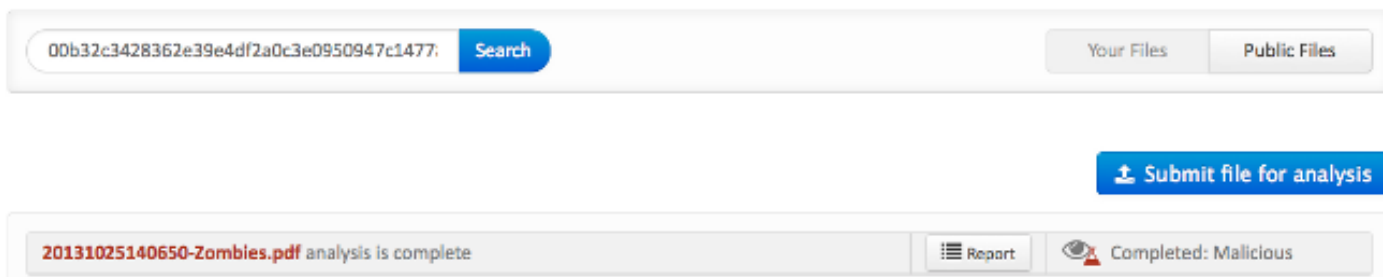 00b32c3428362e39e4df2a0c3e0950947c1477 Search Your Files Public Files
Submit file for analysis
20131025140650-Zombies.pdf analysis is complete Report Completed: Malicious